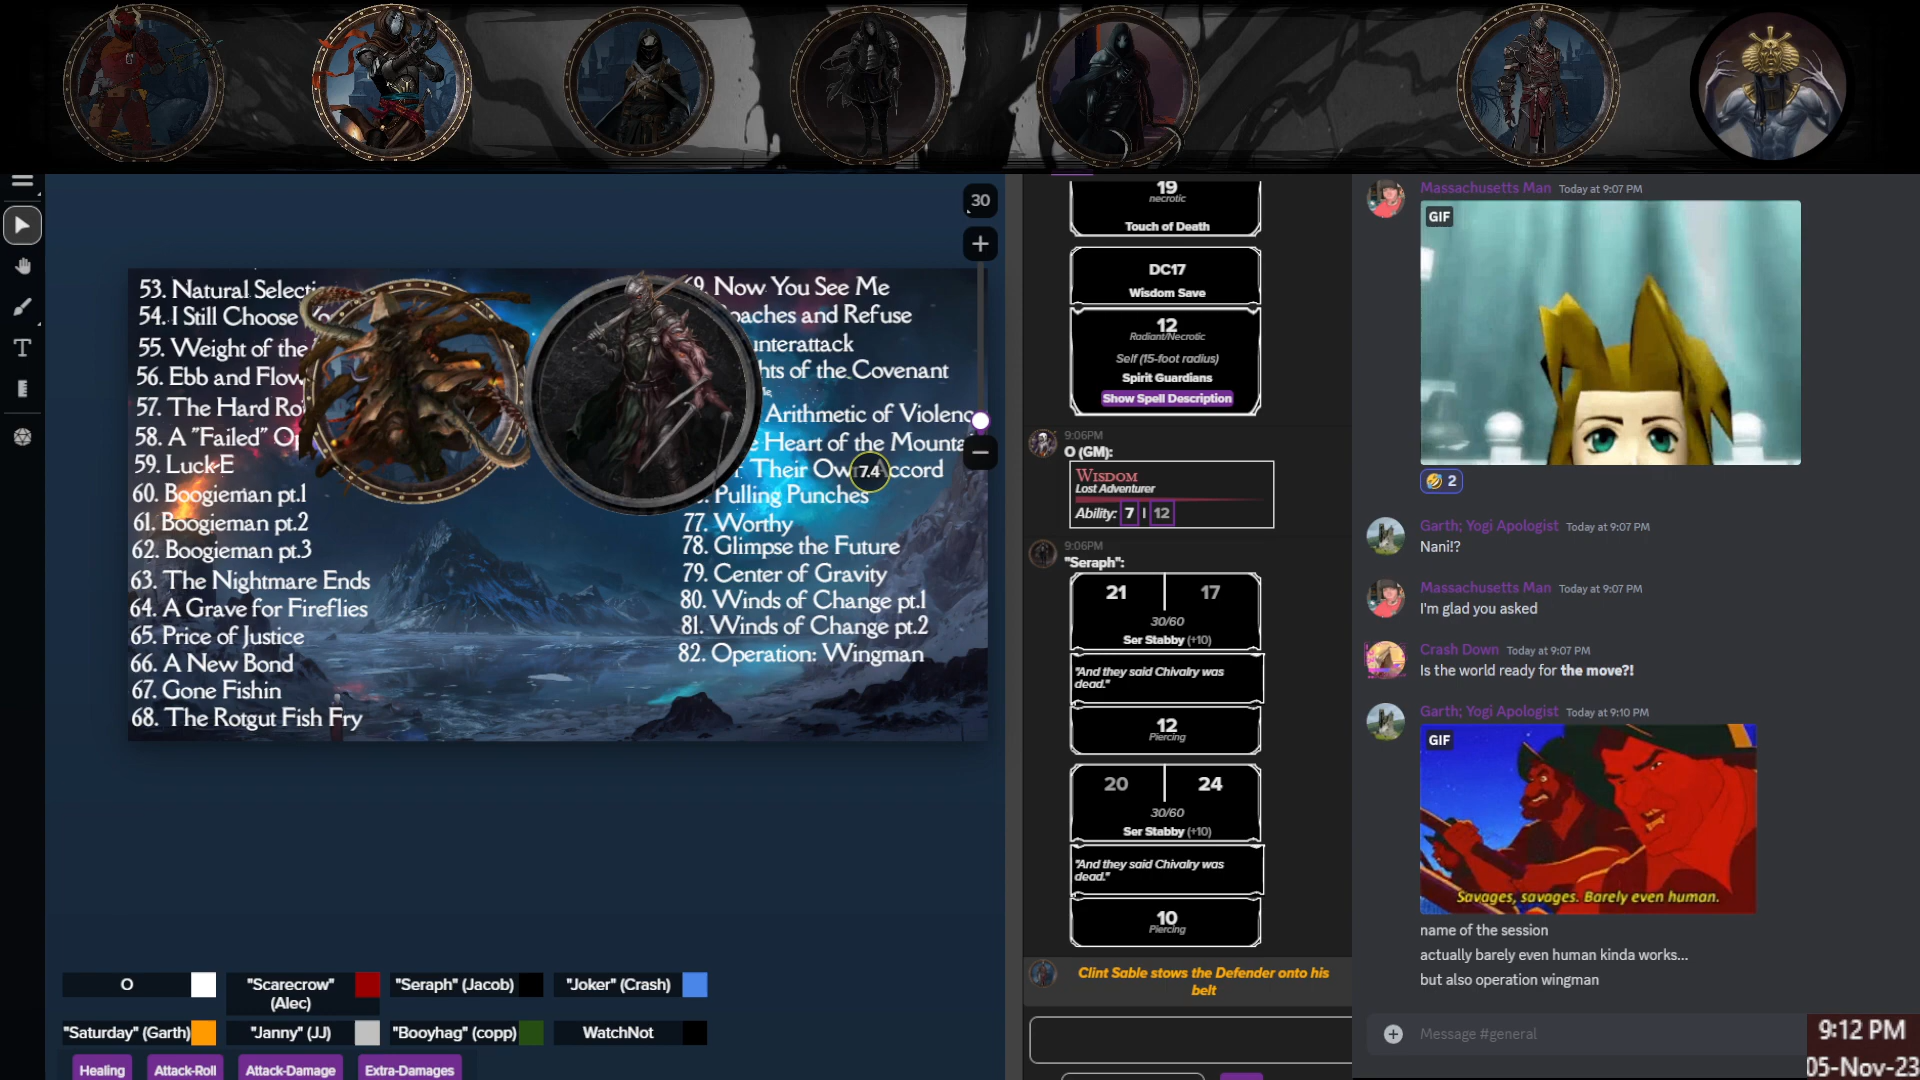 30
53. Natural Selecti
54. I Still Choose Yo
55. Weight of the
56. Ebb and Flow
57. The Hard Ro
58. A "Failed" Op
59. Luck-E
60. Boogieman pt.1
61. Boogieman pt.2
62. Boogieman pt.3
63. The Nightmare Ends
64. A Grave for Fireflies
65. Price of Justice
66. A New Bond
67. Gone Fishin
68. The Rotgut Fish Fry
69. Now You See Me
oaches and Refuse
unterattack
hts of the Covenant
Arithmetic of Violenc
Heart of the Mounta
Their Own Accord
7.4
Pulling Punches
77. Worthy
78. Glimpse the Future
79. Center of Gravity
80. Winds of Change pt.1
81. Winds of Change pt.2
82. Operation: Wingman
O
"Scarecrow" (Alec)
"Seraph" (Jacob)
"Joker" (Crash)
"Saturday" (Garth)
"Janny" (JJ)
"Booyhag" (copp)
WatchNot
Healing
Attack-Roll
Attack-Damage
Extra-Damages
19
necrotic
Touch of Death
DC17
Wisdom Save
12
Radiant/Necrotic
Self (15-foot radius)
Spirit Guardians
Show Spell Description
9:06PM
O (GM):
Wisdom
Lost Adventurer
Ability: 7 | 12
9:06PM
"Seraph":
21 17
30/60
Ser Stabby (+10)
"And they said Chivalry was
dead."
12
Piercing
20 24
30/60
Ser Stabby (+10)
"And they said Chivalry was
dead."
10
Piercing
Clint Sable stows the Defender onto his
belt
Massachusetts Man Today at 9:07 PM
GIF
2
Garth; Yogi Apologist Today at 9:07 PM
Nani!?
Massachusetts Man Today at 9:07 PM
I'm glad you asked
Crash Down Today at 9:07 PM
Is the world ready for the move?!
Garth; Yogi Apologist Today at 9:10 PM
GIF
Savages, savages. Barely even human.
name of the session
actually barely even human kinda works...
but also operation wingman
Message #general
9:12 PM
05-Nov-23